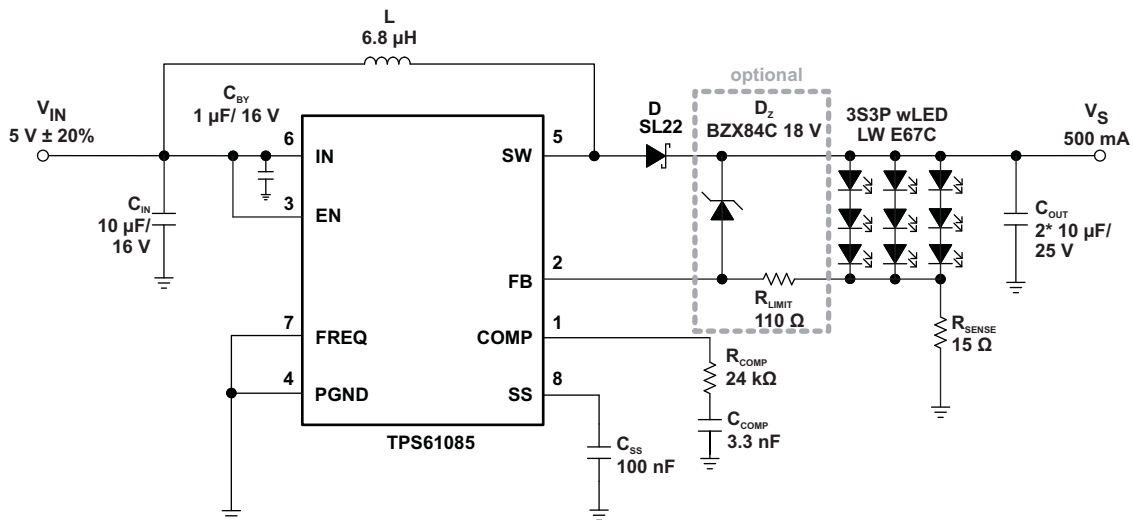 L
6.8 µH
optional
V_IN
5 V ± 20%
C_BY
1 µF/ 16 V
D
SL22
D_Z
BZX84C 18 V
3S3P wLED
LW E67C
V_S
500 mA
6
IN
SW
5
C_IN
10 µF/
16 V
3
EN
C_OUT
2* 10 µF/
25 V
FB
2
R_LIMIT
110 Ω
7
FREQ
COMP
1
R_SENSE
15 Ω
R_COMP
24 kΩ
4
PGND
SS
8
C_COMP
3.3 nF
TPS61085
C_SS
100 nF